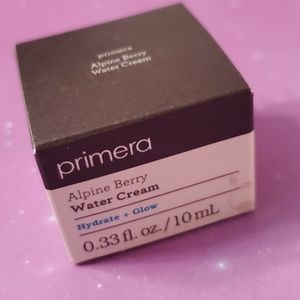 primera
Alpine Berry
Water Cream
primera
Alpine Berry
Water Cream
Hydrate + Glow
0.33 fl. oz. / 10 mL